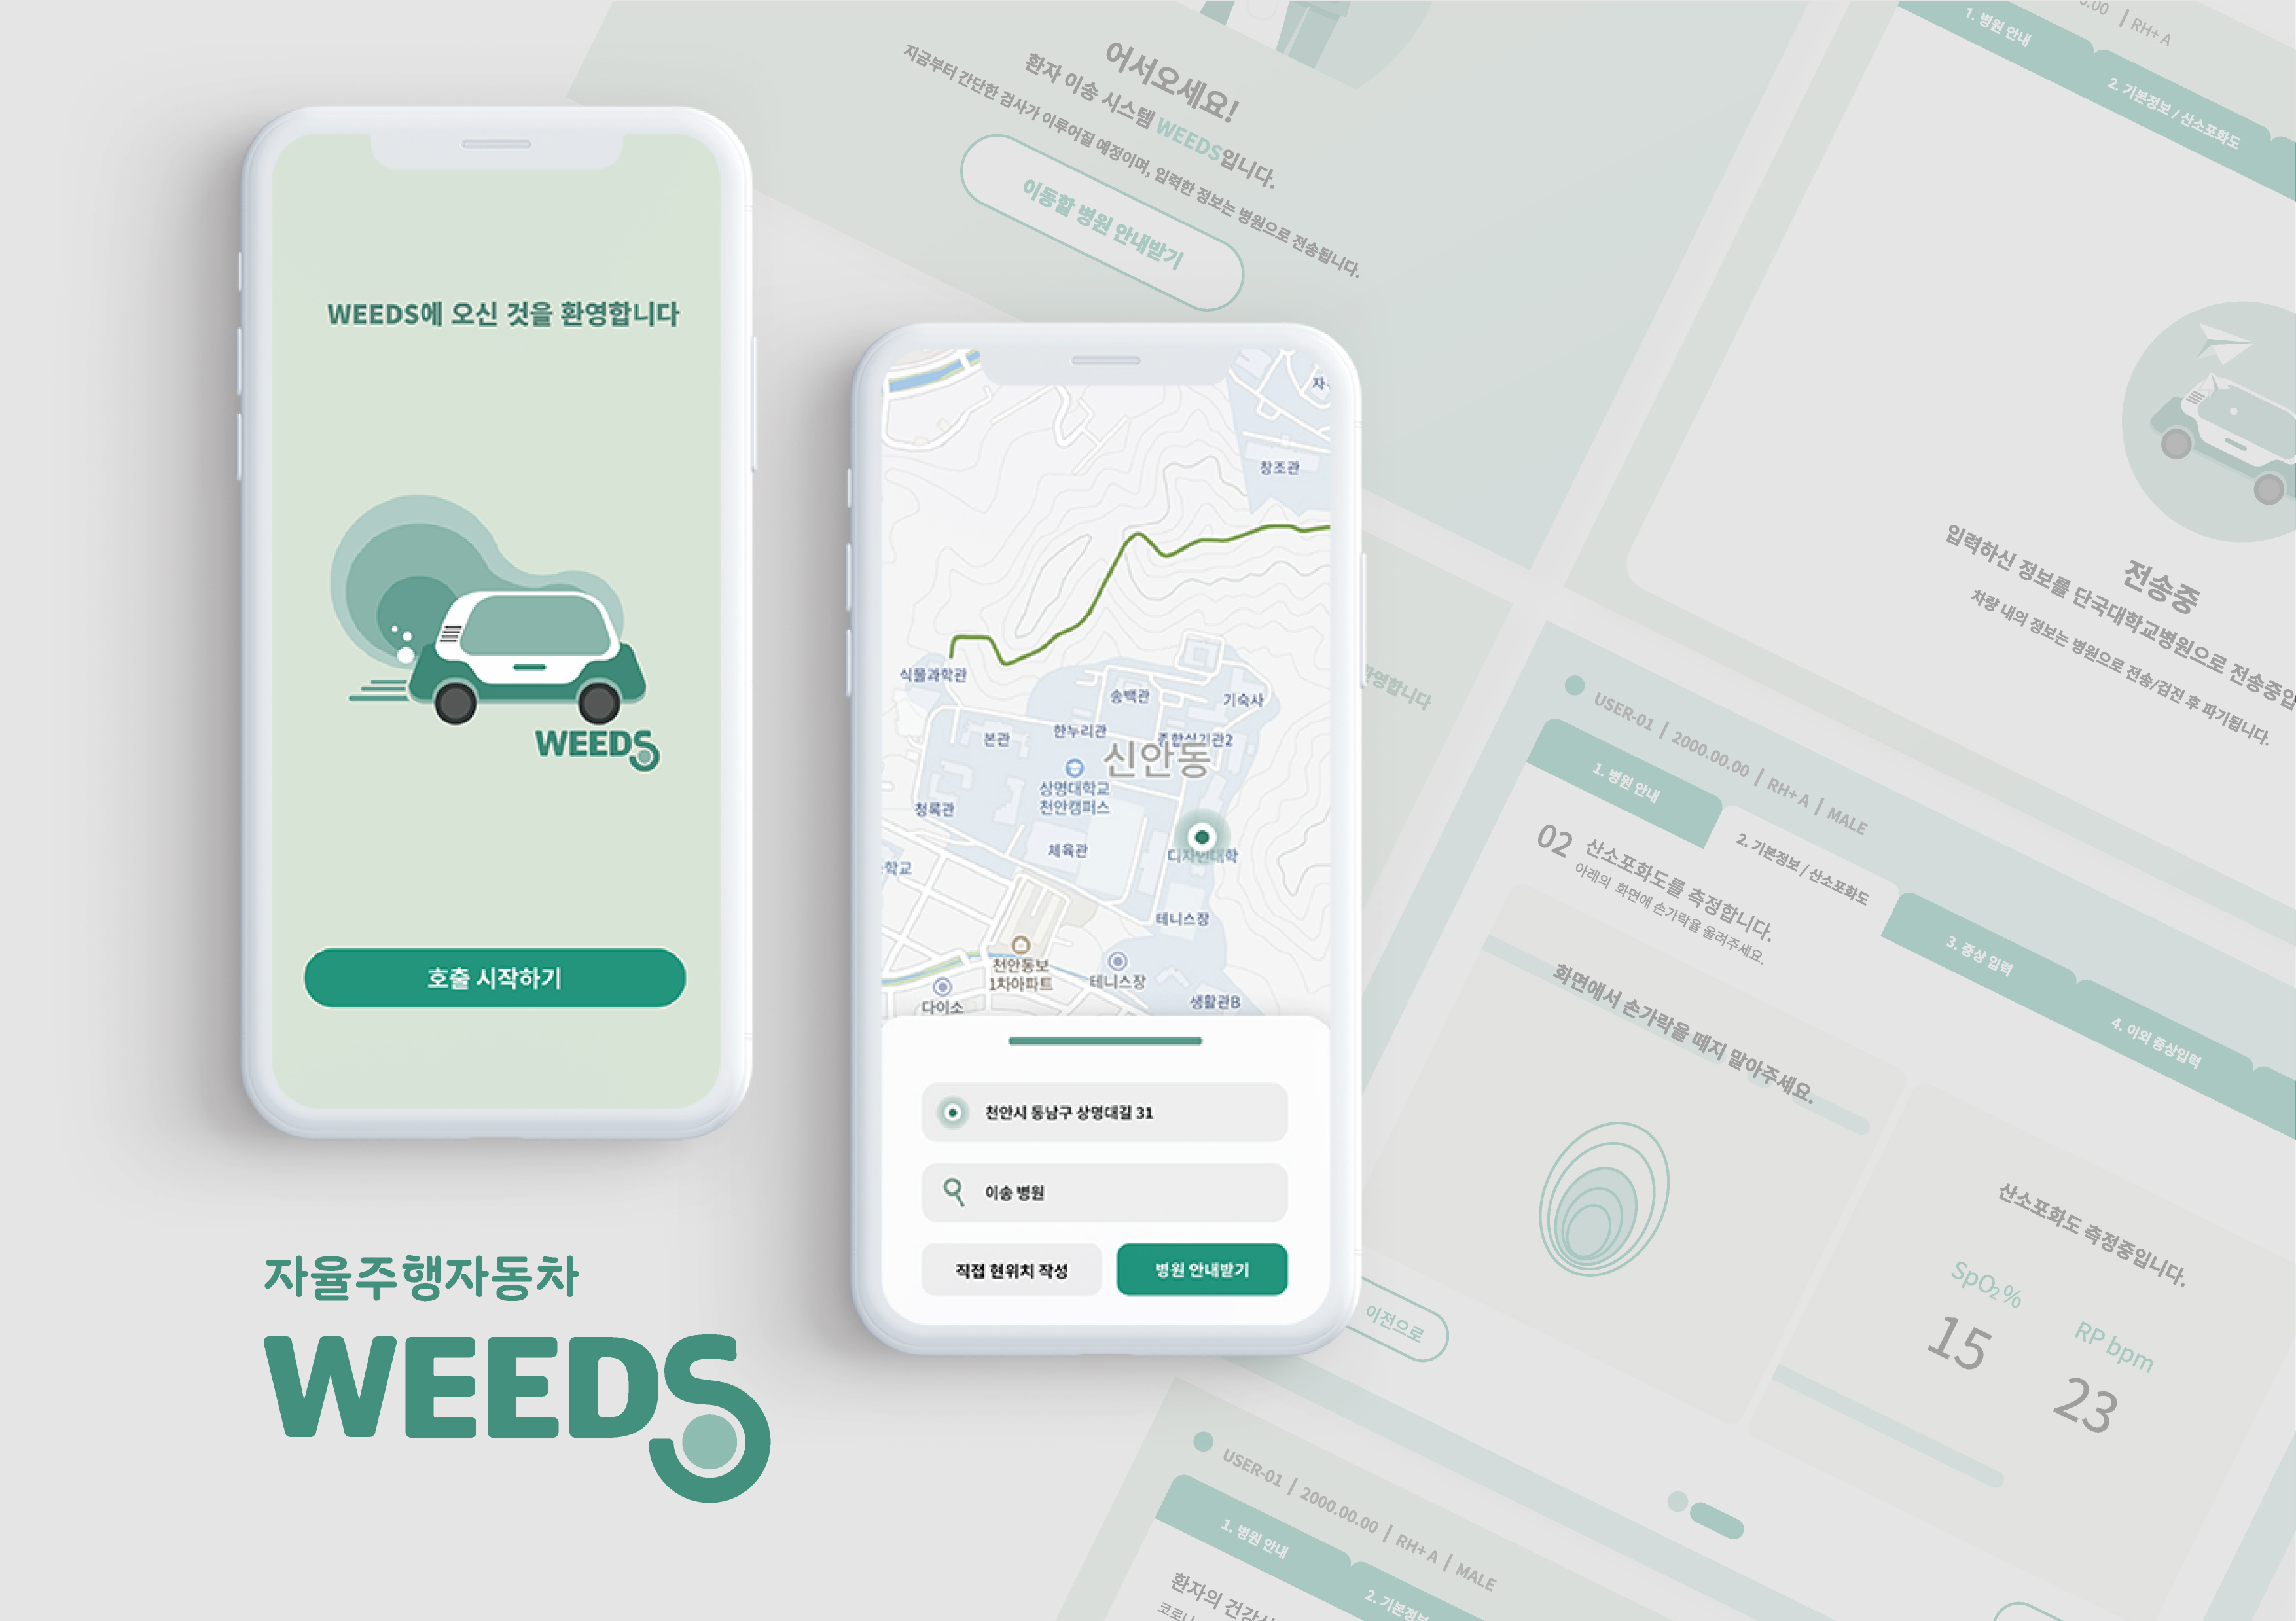 WEEDS에 오신 것을 환영합니다
WEEDS
호출 시작하기
자율주행자동차
WEEDS
창조관
식물과학관
송백관
기숙사
한누리관
본관
종합실기관2
신안동
상명대학교
천안캠퍼스
청록관
체육관
디자인대학
학교
테니스장
천안동보
1차아파트
테니스장
다이소
생활관B
천안시 동남구 상명대길 31
이송 병원
직접 현위치 작성
병원 안내받기
어서오세요!
환자 이송 시스템 WEEDS입니다.
지금부터 간단한 검사가 이루어질 예정이며, 입력한 정보는 병원으로 전송됩니다.
이동할 병원 안내받기
RH+ A
1. 병원 안내
2. 기본정보 / 산소포화도
전송중
입력하신 정보를 단국대학교병원으로 전송중입
차량 내의 정보는 병원으로 전송/검진 후 파기됩니다.
환영합니다
USER-01 | 2000.00.00 | RH+ A | MALE
1. 병원 안내
2. 기본정보 / 산소포화도
3. 증상 입력
4. 이외 증상입력
02 산소포화도를 측정합니다.
아래의 화면에 손가락을 올려주세요.
화면에서 손가락을 떼지 말아주세요.
산소포화도 측정중입니다.
SpO₂ %
RP bpm
15
23
이전으로
USER-01 | 2000.00.00 | RH+ A | MALE
1. 병원 안내
2. 기본정보
환자의 건강
코로나